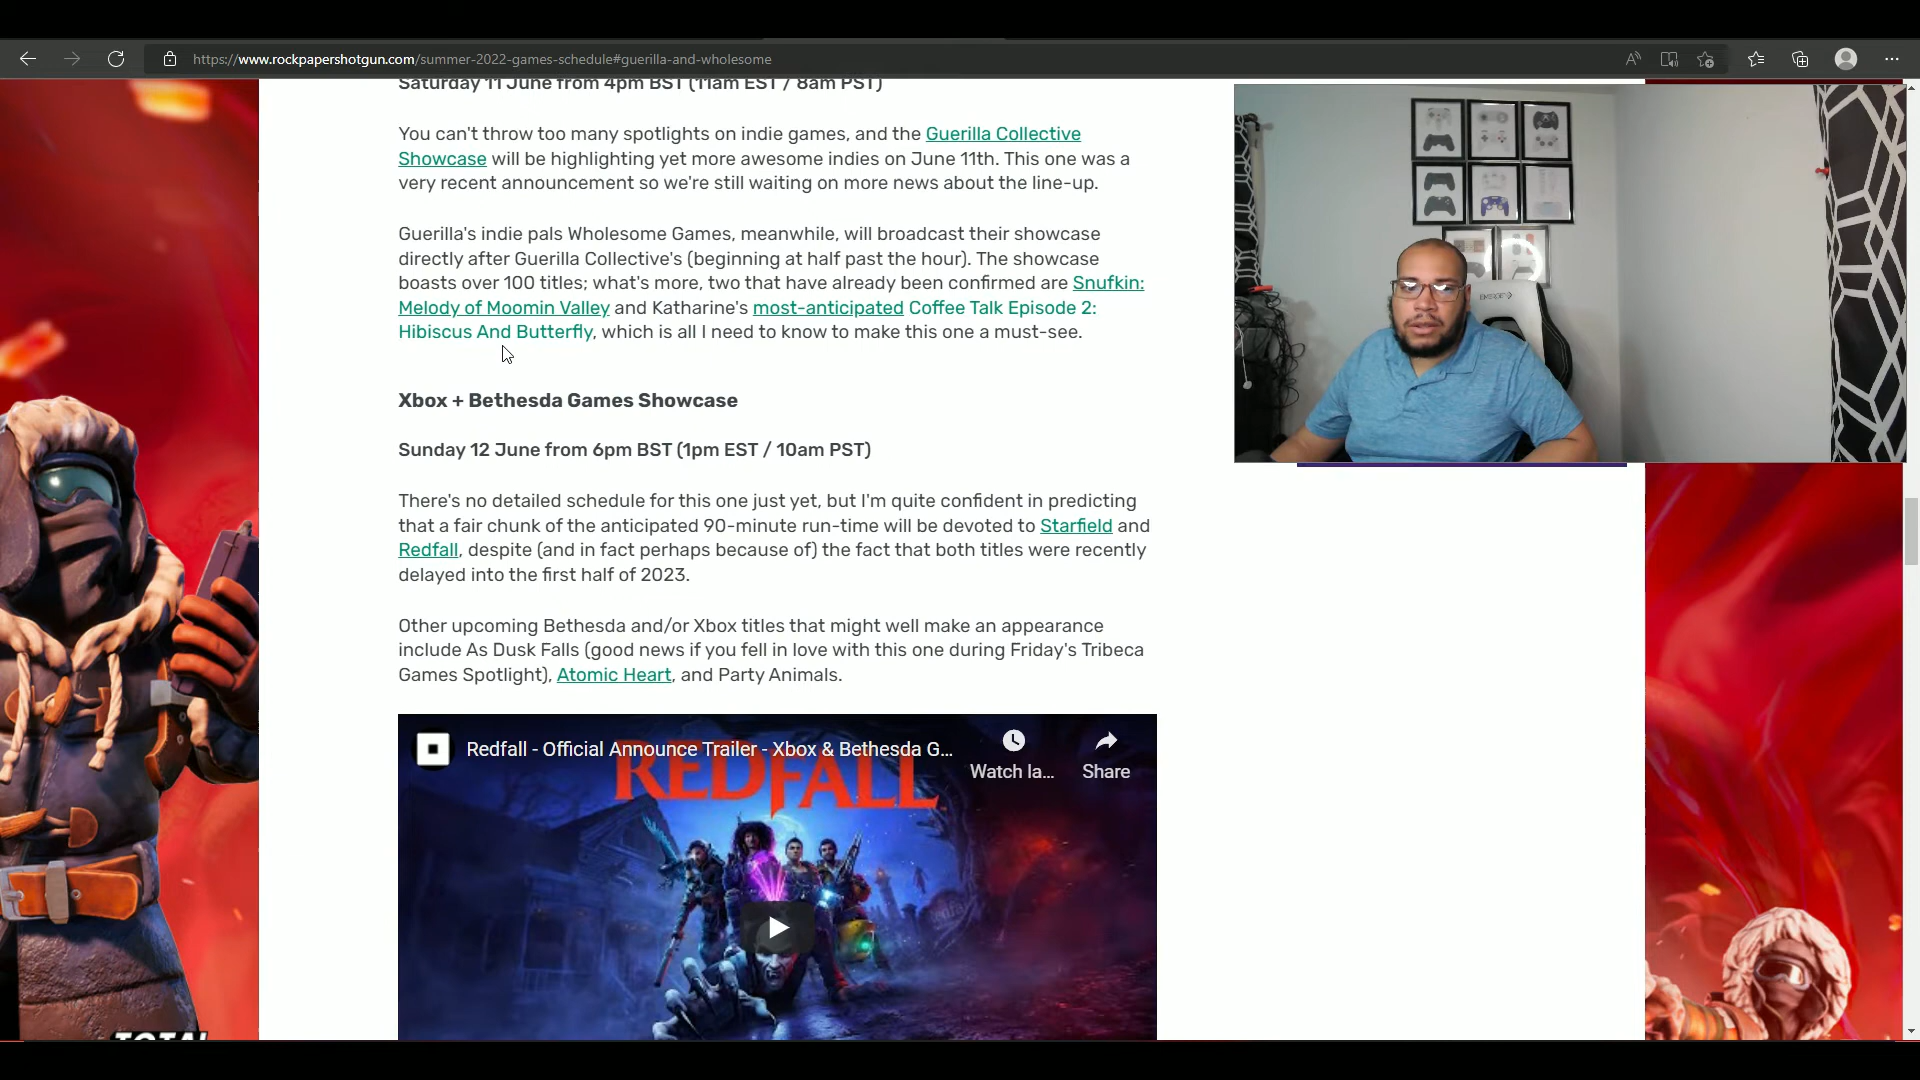 https://www.rockpapershotgun.com/summer-2022-games-schedule#guerilla-and-wholesome
Saturday 11 June from 4pm BST (11am EST / 8am PST)
You can't throw too many spotlights on indie games, and the Guerilla Collective
Showcase will be highlighting yet more awesome indies on June 11th. This one was a
very recent announcement so we're still waiting on more news about the line-up.
Guerilla's indie pals Wholesome Games, meanwhile, will broadcast their showcase
directly after Guerilla Collective's (beginning at half past the hour). The showcase
boasts over 100 titles; what's more, two that have already been confirmed are Snufkin:
Melody of Moomin Valley and Katharine's most-anticipated Coffee Talk Episode 2:
Hibiscus And Butterfly, which is all I need to know to make this one a must-see.
Xbox + Bethesda Games Showcase
Sunday 12 June from 6pm BST (1pm EST / 10am PST)
There's no detailed schedule for this one just yet, but I'm quite confident in predicting
that a fair chunk of the anticipated 90-minute run-time will be devoted to Starfield and
Redfall, despite (and in fact perhaps because of) the fact that both titles were recently
delayed into the first half of 2023.
Other upcoming Bethesda and/or Xbox titles that might well make an appearance
include As Dusk Falls (good news if you fell in love with this one during Friday's Tribeca
Games Spotlight), Atomic Heart, and Party Animals.
Redfall - Official Announce Trailer - Xbox & Bethesda G...
Watch la...
Share
REDFALL